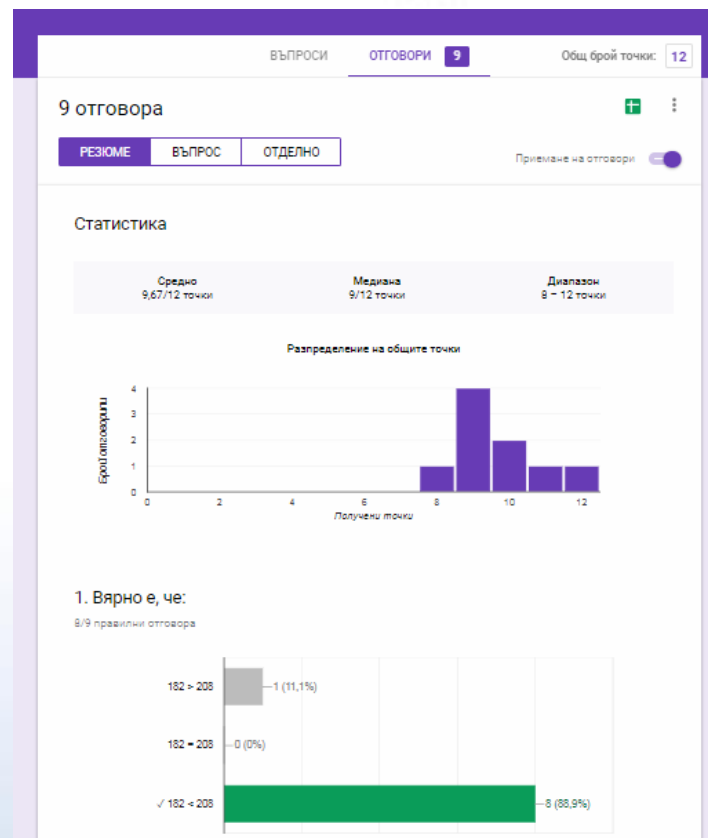 ВЪПРОСИ ОТГОВОРИ 9 Общ брой точки: 12
9 отговора
РЕЗЮМЕ ВЪПРОС ОТДЕЛНО
Приемане на отговори
Статистика
Средно Медиана Диапазон
9,67/12 точки 9/12 точки 8 – 12 точки
Разпределение на общите точки
Брой отговорили
4
3
2
1
0
0 2 4 6 8 10 12
Получени точки
1. Вярно е, че:
8/9 правилни отговора
182 > 208 1 (11,1%)
182 = 208 0 (0%)
✓ 182 < 208 8 (88,9%)